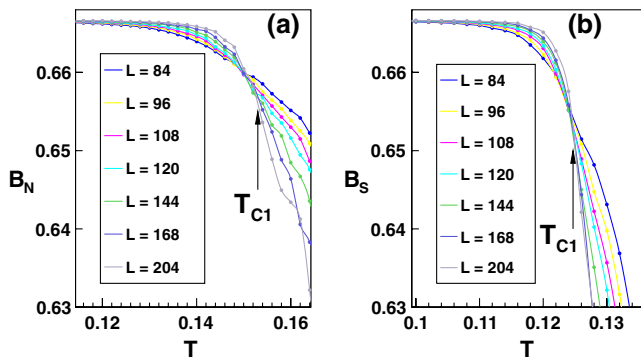 (a)
0.66
0.65
0.64
0.63
B_N
L = 84
L = 96
L = 108
L = 120
L = 144
L = 168
L = 204
T_C1
0.12
0.14
0.16
T
(b)
0.66
0.65
0.64
0.63
B_S
L = 84
L = 96
L = 108
L = 120
L = 144
L = 168
L = 204
T_C1
0.1
0.11
0.12
0.13
T